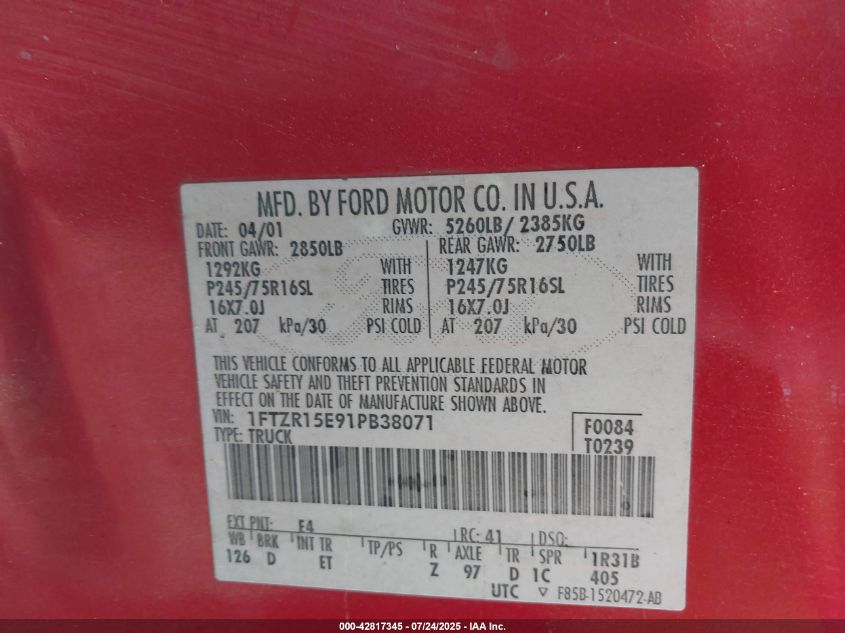 MFD. BY FORD MOTOR CO. IN U.S.A.
DATE: 04/01 GVWR: 5260LB/ 2385KG
FRONT GAWR: 2850LB REAR GAWR: 2750LB
1292KG WITH 1247KG WITH
P245/75R16SL TIRES P245/75R16SL TIRES
16X7.0J RIMS 16X7.0J RIMS
AT 207 kPa/30 PSI COLD AT 207 kPa/30 PSI COLD
THIS VEHICLE CONFORMS TO ALL APPLICABLE FEDERAL MOTOR
VEHICLE SAFETY AND THEFT PREVENTION STANDARDS IN
EFFECT ON THE DATE OF MANUFACTURE SHOWN ABOVE.
VIN: 1FTZR15E91PB38071 F0084
TYPE: TRUCK T0239
EXT PNT: E4 RC: 41 DSO:
WB BRK INT TR TP/PS R AXLE TR SPR 1R31B
126 D ET Z 97 D 1C 405
UTC ▽ F85B-1520472-AB
000-42817345 - 07/24/2025 - IAA Inc.